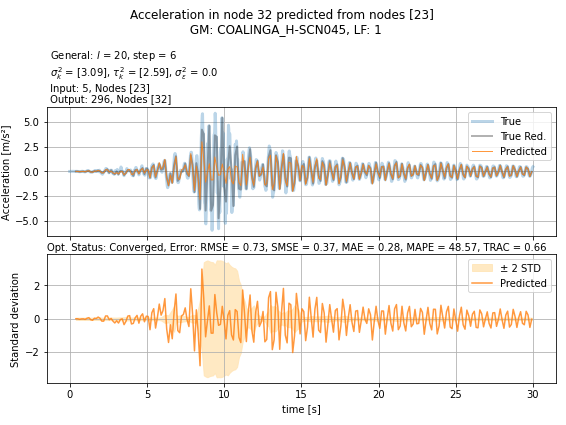 Acceleration in node 32 predicted from nodes [23]
GM: COALINGA_H-SCN045, LF: 1
General: l = 20, step = 6
σ²ₖ = [3.09], τ²ₖ = [2.59], σ²ε = 0.0
Input: 5, Nodes [23]
Output: 296, Nodes [32]
True
True Red.
Predicted
5.0
2.5
0.0
−2.5
−5.0
Acceleration [m/s²]
Opt. Status: Converged, Error: RMSE = 0.73, SMSE = 0.37, MAE = 0.28, MAPE = 48.57, TRAC = 0.66
± 2 STD
Predicted
2
0
−2
Standard deviation
0 5 10 15 20 25 30
time [s]